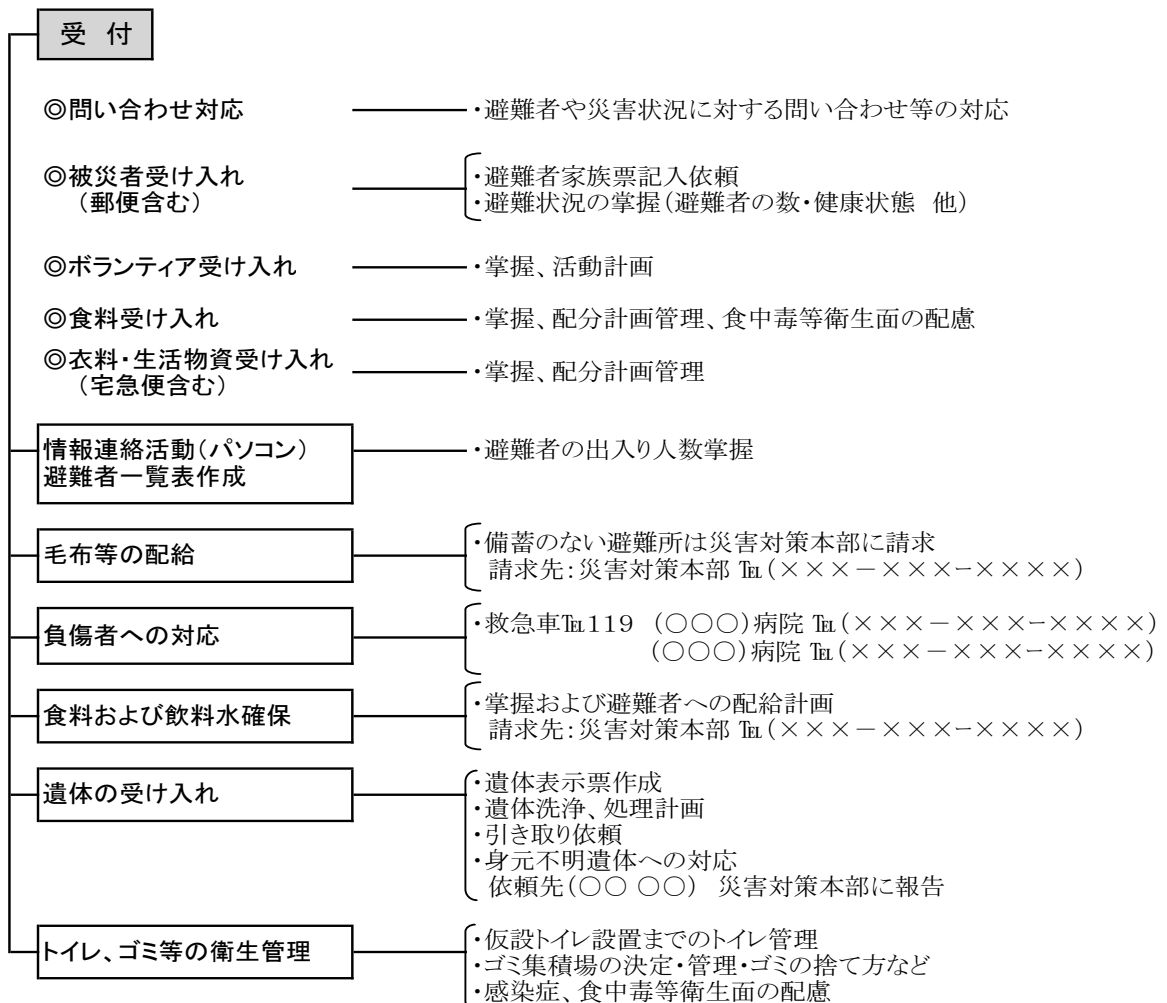 受 付
◎問い合わせ対応 ・避難者や災害状況に対する問い合わせ等の対応
◎被災者受け入れ ・避難者家族票記入依頼
（郵便含む） ・避難状況の掌握（避難者の数・健康状態 他）
◎ボランティア受け入れ ・掌握、活動計画
◎食料受け入れ ・掌握、配分計画管理、食中毒等衛生面の配慮
◎衣料・生活物資受け入れ
（宅急便含む） ・掌握、配分計画管理
情報連絡活動（パソコン） ・避難者の出入り人数掌握
避難者一覧表作成
毛布等の配給 ・備蓄のない避難所は災害対策本部に請求
請求先：災害対策本部 ℡（×××－×××－××××）
負傷者への対応 ・救急車℡119 （○○○）病院 ℡（×××－×××－××××）
（○○○）病院 ℡（×××－×××－××××）
食料および飲料水確保 ・掌握および避難者への配給計画
請求先：災害対策本部 ℡（×××－×××－××××）
遺体の受け入れ ・遺体表示票作成
・遺体洗浄、処理計画
・引き取り依頼
・身元不明遺体への対応
依頼先（○○ ○○） 災害対策本部に報告
トイレ、ゴミ等の衛生管理 ・仮設トイレ設置までのトイレ管理
・ゴミ集積場の決定・管理・ゴミの捨て方など
・感染症、食中毒等衛生面の配慮